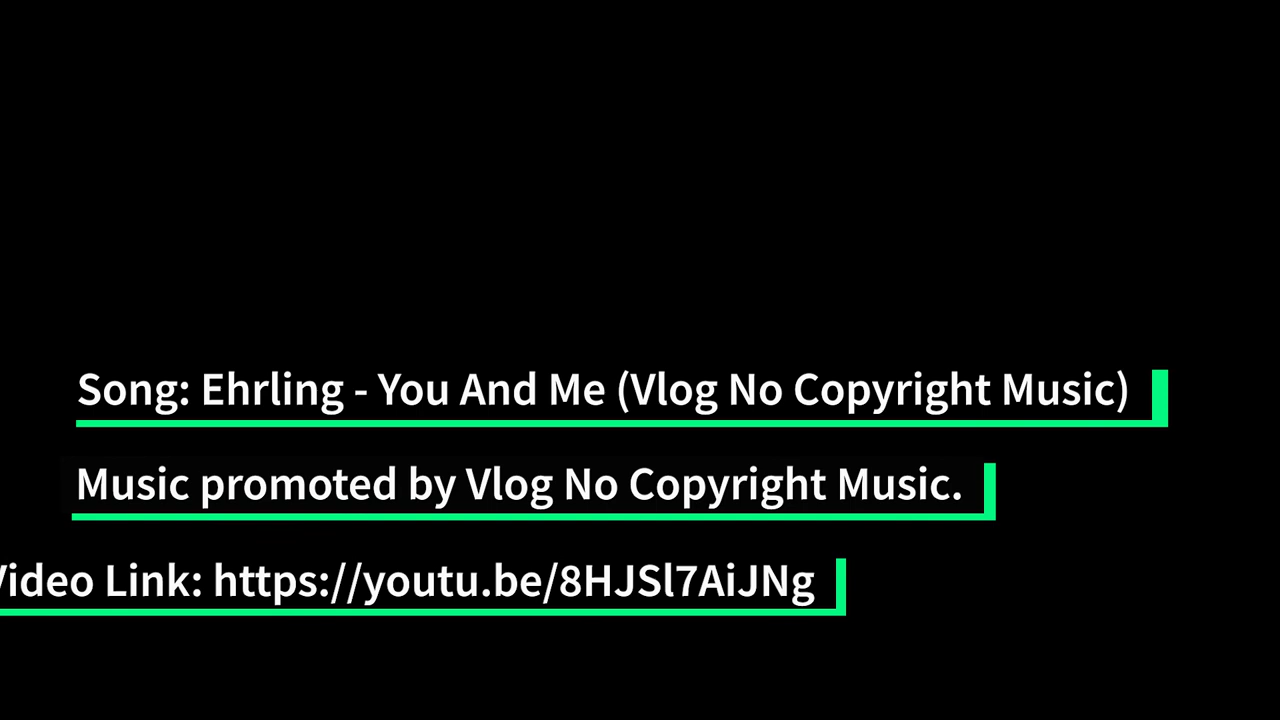 Song: Ehrling - You And Me (Vlog No Copyright Music)
Music promoted by Vlog No Copyright Music.
Video Link: https://youtu.be/8HJSl7AiJNg